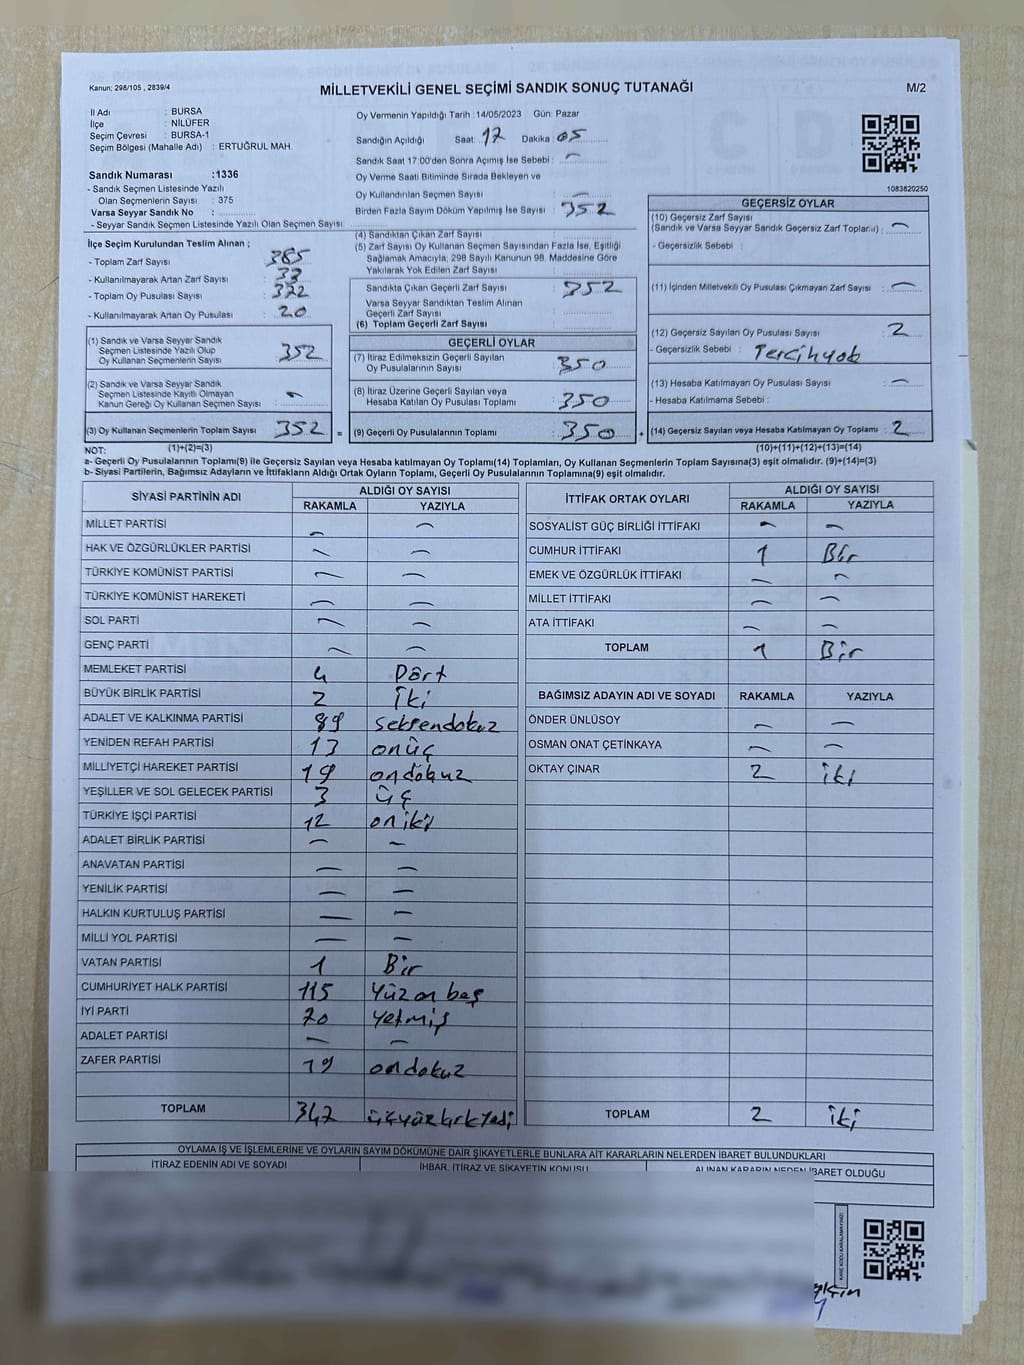 Kanun; 298/105 , 2839/4
MİLLETVEKİLİ GENEL SEÇİMİ SANDIK SONUÇ TUTANAĞI
M/2
İl Adı : BURSA
İlçe : NİLÜFER
Seçim Çevresi : BURSA-1
Seçim Bölgesi (Mahalle Adı) : ERTUĞRUL MAH.
Sandık Numarası :1336
- Sandık Seçmen Listesinde Yazılı
Olan Seçmenlerin Sayısı : 375
Varsa Seyyar Sandık No :
- Seyyar Sandık Seçmen Listesinde Yazılı Olan Seçmen Sayısı:
Oy Vermenin Yapıldığı Tarih : 14/05/2023 Gün: Pazar
Sandığın Açıldığı Saat: 17 Dakika : 05
Sandık Saat 17:00'den Sonra Açımış İse Sebebi : —
Oy Verme Saati Bitiminde Sırada Bekleyen ve
Oy Kullandırılan Seçmen Sayısı : —
Birden Fazla Sayım Döküm Yapılmış İse Sayısı : 352
1083820250
İlçe Seçim Kurulundan Teslim Alınan ;
- Toplam Zarf Sayısı : 385
- Kullanılmayarak Artan Zarf Sayısı : 33
- Toplam Oy Pusulası Sayısı : 372
- Kullanılmayarak Artan Oy Pusulası : 20
(4) Sandıktan Çıkan Zarf Sayısı :
(5) Zarf Sayısı Oy Kullanan Seçmen Sayısından Fazla İse, Eşitliği
Sağlamak Amacıyla, 298 Sayılı Kanunun 98. Maddesine Göre
Yakılarak Yok Edilen Zarf Sayısı :
Sandıkta Çıkan Geçerli Zarf Sayısı : 352
Varsa Seyyar Sandıktan Teslim Alınan
Geçerli Zarf Sayısı :
(6) Toplam Geçerli Zarf Sayısı :
GEÇERSİZ OYLAR
(10) Geçersiz Zarf Sayısı
(Sandık ve Varsa Seyyar Sandık Geçersiz Zarf Toplamı) : —
- Geçersizlik Sebebi :
(11) İçinden Milletvekili Oy Pusulası Çıkmayan Zarf Sayısı : —
(12) Geçersiz Sayılan Oy Pusulası Sayısı : 2
- Geçersizlik Sebebi : Tercihyok
(13) Hesaba Katılmayan Oy Pusulası Sayısı : —
- Hesaba Katılmama Sebebi :
(1) Sandık ve Varsa Seyyar Sandık
Seçmen Listesinde Yazılı Olup
Oy Kullanan Seçmenlerin Sayısı : 352
(2) Sandık ve Varsa Seyyar Sandık
Seçmen Listesinde Kayıtlı Olmayan
Kanun Gereği Oy Kullanan Seçmen Sayısı : —
GEÇERLİ OYLAR
(7) İtiraz Edilmeksizin Geçerli Sayılan
Oy Pusulalarının Sayısı : 350
(8) İtiraz Üzerine Geçerli Sayılan veya
Hesaba Katılan Oy Pusulası Toplamı : 350
(3) Oy Kullanan Seçmenlerin Toplam Sayısı : 352 = (9) Geçerli Oy Pusulalarının Toplamı : 350 + (14) Geçersiz Sayılan veya Hesaba Katılmayan Oy Toplamı : 2
NOT: (1)+(2)=(3) (10)+(11)+(12)+(13)=(14)
a- Geçerli Oy Pusulalarının Toplamı(9) ile Geçersiz Sayılan veya Hesaba katılmayan Oy Toplamı(14) Toplamları, Oy Kullanan Seçmenlerin Toplam Sayısına(3) eşit olmalıdır. (9)+(14)=(3)
b- Siyasi Partilerin, Bağımsız Adayların ve İttifakların Aldığı Ortak Oyların Toplamı, Geçerli Oy Pusulalarının Toplamına(9) eşit olmalıdır.
SİYASİ PARTİNİN ADI ALDIĞI OY SAYISI
RAKAMLA YAZIYLA
MİLLET PARTİSİ — —
HAK VE ÖZGÜRLÜKLER PARTİSİ — —
TÜRKİYE KOMÜNİST PARTİSİ — —
TÜRKİYE KOMÜNİST HAREKETİ — —
SOL PARTİ — —
GENÇ PARTİ — —
MEMLEKET PARTİSİ 4 Dört
BÜYÜK BİRLİK PARTİSİ 2 İki
ADALET VE KALKINMA PARTİSİ 89 seksendokuz
YENİDEN REFAH PARTİSİ 13 onüç
MİLLİYETÇİ HAREKET PARTİSİ 19 ondokuz
YEŞİLLER VE SOL GELECEK PARTİSİ 3 üç
TÜRKİYE İŞÇİ PARTİSİ 12 oniki
ADALET BİRLİK PARTİSİ — —
ANAVATAN PARTİSİ — —
YENİLİK PARTİSİ — —
HALKIN KURTULUŞ PARTİSİ — —
MİLLİ YOL PARTİSİ — —
VATAN PARTİSİ 1 Bir
CUMHURİYET HALK PARTİSİ 115 Yüz on beş
İYİ PARTİ 70 Yetmiş
ADALET PARTİSİ — —
ZAFER PARTİSİ 19 ondokuz
TOPLAM 347 üçyüzkırkyedi
İTTİFAK ORTAK OYLARI ALDIĞI OY SAYISI
RAKAMLA YAZIYLA
SOSYALİST GÜÇ BİRLİĞİ İTTİFAKI — —
CUMHUR İTTİFAKI 1 Bir
EMEK VE ÖZGÜRLÜK İTTİFAKI — —
MİLLET İTTİFAKI — —
ATA İTTİFAKI — —
TOPLAM 1 Bir
BAĞIMSIZ ADAYIN ADI VE SOYADI RAKAMLA YAZIYLA
ÖNDER ÜNLÜSOY — —
OSMAN ONAT ÇETİNKAYA — —
OKTAY ÇINAR 2 iki
TOPLAM 2 iki
OYLAMA İŞ VE İŞLEMLERİNE VE OYLARIN SAYIM DÖKÜMÜNE DAİR ŞİKAYETLERLE BUNLARA AİT KARARLARIN NELERDEN İBARET BULUNDUKLARI
İTİRAZ EDENİN ADI VE SOYADI İHBAR, İTİRAZ VE ŞİKAYETİN KONUSU ALINAN KARARIN NEDEN İBARET OLDUĞU
KARE KODU KARALAMAYINIZ!